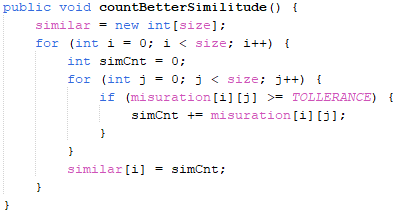 public void countBetterSimilitude() {
    similar = new int[size];
    for (int i = 0; i < size; i++) {
        int simCnt = 0;
        for (int j = 0; j < size; j++) {
            if (misuration[i][j] >= TOLLERANCE) {
                simCnt += misuration[i][j];
            }
        }
        similar[i] = simCnt;
    }
}